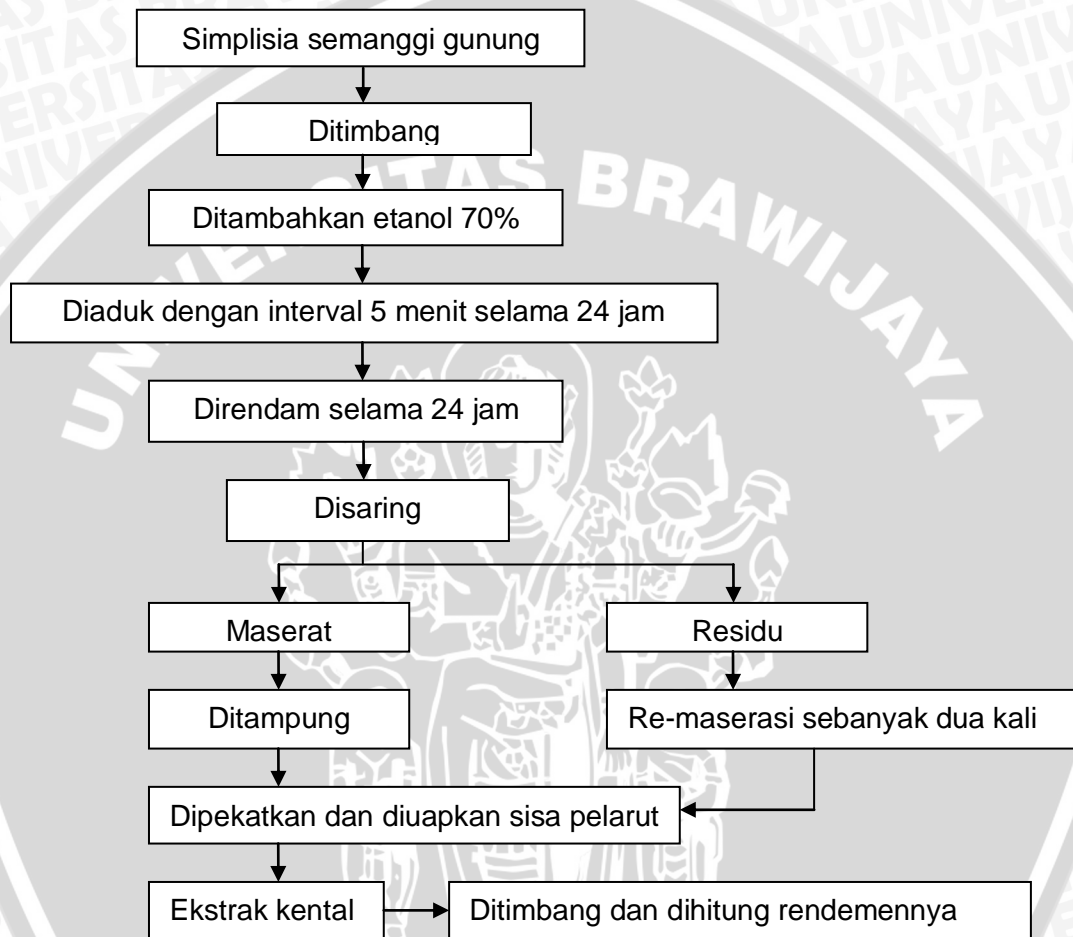 Simplisia semanggi gunung
Ditimbang
Ditambahkan etanol 70%
Diaduk dengan interval 5 menit selama 24 jam
Direndam selama 24 jam
Disaring
Maserat
Residu
Ditampung
Re-maserasi sebanyak dua kali
Dipekatkan dan diuapkan sisa pelarut
Ekstrak kental
Ditimbang dan dihitung rendemennya
UNIVERSITAS BRAWIJAYA